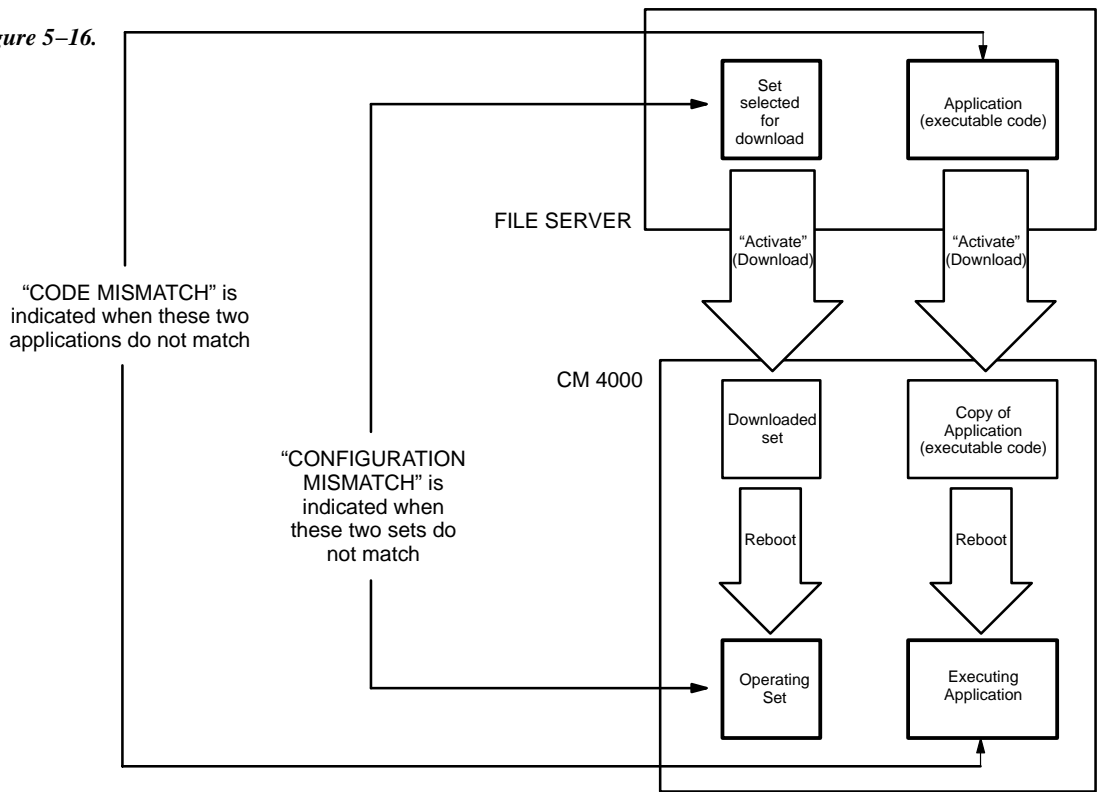 gure 5–16.
Set
selected
for
download
Application
(executable code)
FILE SERVER
“Activate”
(Download)
“Activate”
(Download)
“CODE MISMATCH” is
indicated when these two
applications do not match
CM 4000
Downloaded
set
Copy of
Application
(executable code)
“CONFIGURATION
MISMATCH” is
indicated when
these two sets do
not match
Reboot
Reboot
Operating
Set
Executing
Application